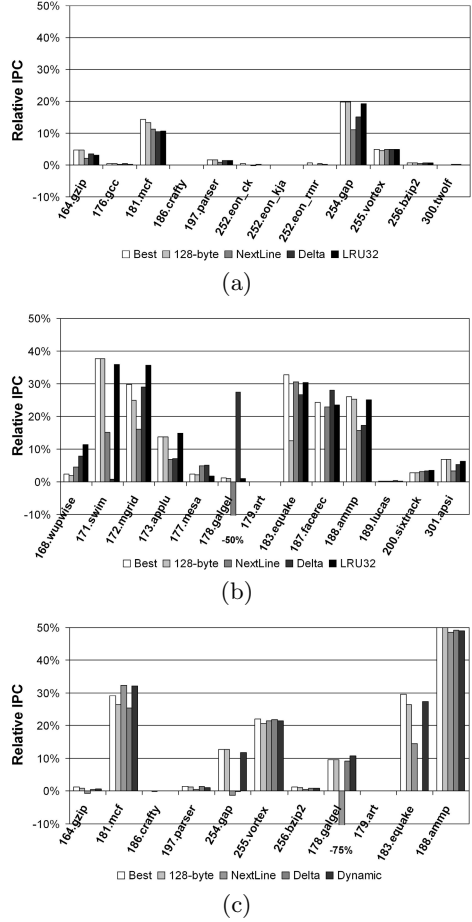 50%
40%
30%
20%
10%
0%
-10%
Relative IPC
164.gzip
176.gcc
181.mcf
186.crafty
197.parser
252.eon_ck
252.eon_kja
252.eon_rmr
254.gap
255.vortex
256.bzip2
300.twolf
Best 128-byte NextLine Delta LRU32
(a)
50%
40%
30%
20%
10%
0%
-10%
Relative IPC
168.wupwise
171.swim
172.mgrid
173.applu
177.mesa
178.galgel
179.art
183.equake
187.facerec
188.ammp
189.lucas
200.sixtrack
301.apsi
-50%
Best 128-byte NextLine Delta LRU32
(b)
50%
40%
30%
20%
10%
0%
-10%
Relative IPC
164.gzip
181.mcf
186.crafty
197.parser
254.gap
255.vortex
256.bzip2
178.galgel
179.art
183.equake
188.ammp
-75%
Best 128-byte NextLine Delta Dynamic
(c)